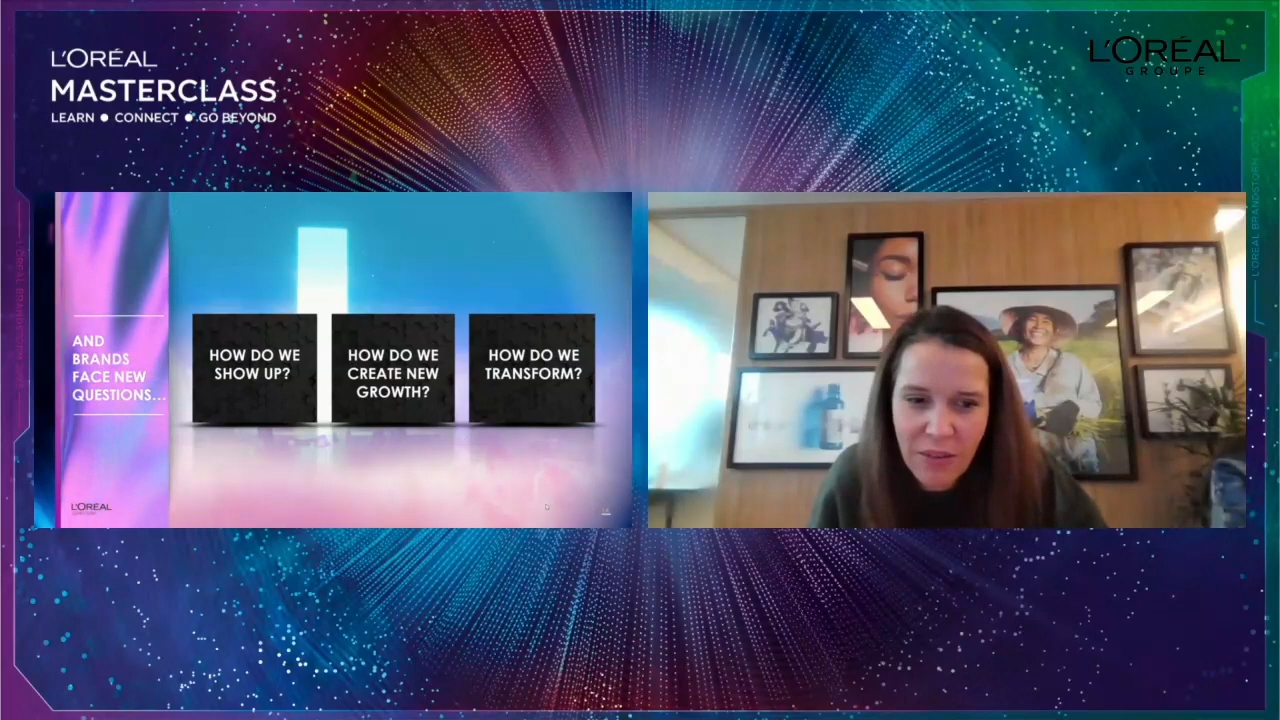 L'ORÉAL
MASTERCLASS
LEARN ● CONNECT ● GO BEYOND
L'ORÉAL
GROUPE
AND
BRANDS
FACE NEW
QUESTIONS...
HOW DO WE
SHOW UP?
HOW DO WE
CREATE NEW
GROWTH?
HOW DO WE
TRANSFORM?
L'ORÉAL